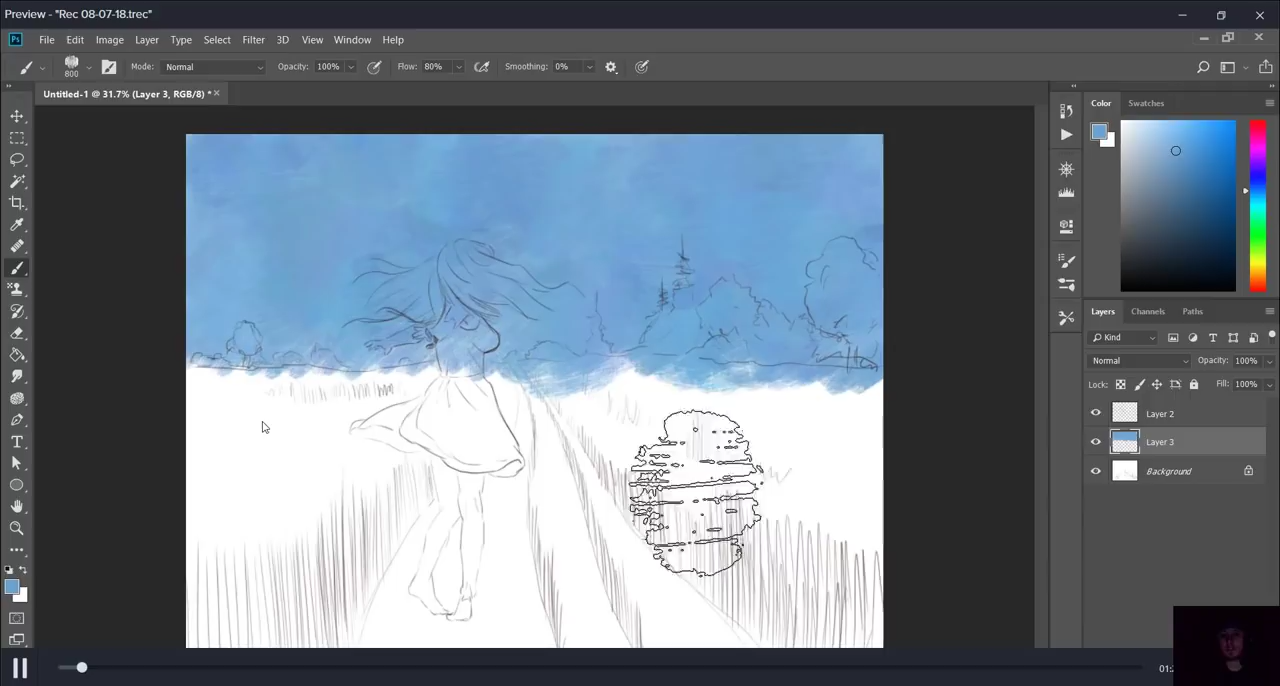 Preview - "Rec 08-07-18.trec"
Ps File Edit Image Layer Type Select Filter 3D View Window Help
800 Mode: Normal Opacity: 100% Flow: 80% Smoothing: 0%
Untitled-1 @ 31.7% (Layer 3, RGB/8) *
Color Swatches
Layers Channels Paths
Kind
Normal Opacity: 100%
Lock: Fill: 100%
Layer 2
Layer 3
Background